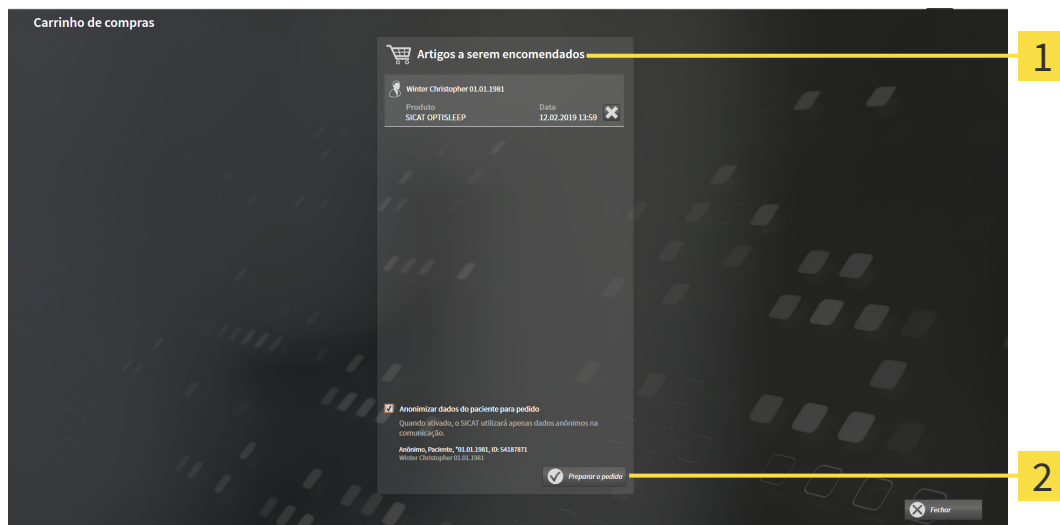 Carrinho de compras
Artigos a serem encomendados
1
Winter Christopher 01.01.1981
Produto Data
SICAT OPTISLEEP 12.02.2019 13:59
Anonimizar dados do paciente para pedido
Quando ativado, o SICAT utilizará apenas dados anônimos na
comunicação.
Anônimo, Paciente, *01.01.1981, ID: 54187871
Winter Christopher 01.01.1981
Preparar o pedido
2
Fechar